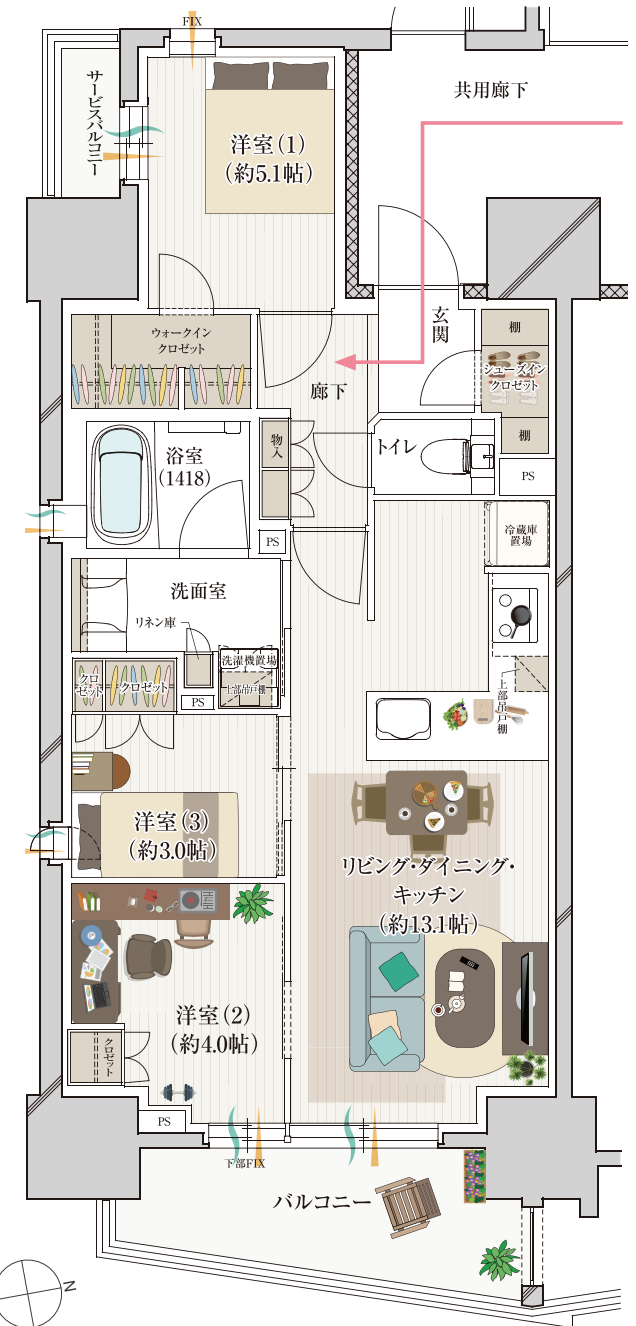 FIX
サービスバルコニー
共用廊下
洋室（1）
（約5.1帖）
玄関
ウォークイン
クロゼット
廊下
棚
シューズイン
クロゼット
棚
物入
トイレ
浴室
（1418）
PS
PS
冷蔵庫
置場
洗面室
リネン庫
洗濯機置場
上部吊戸棚
クロ
ゼット
クロゼット
PS
上部吊戸棚
洋室（3）
（約3.0帖）
リビング・ダイニング・
キッチン
（約13.1帖）
洋室（2）
（約4.0帖）
クロゼット
PS
下部FIX
バルコニー
N